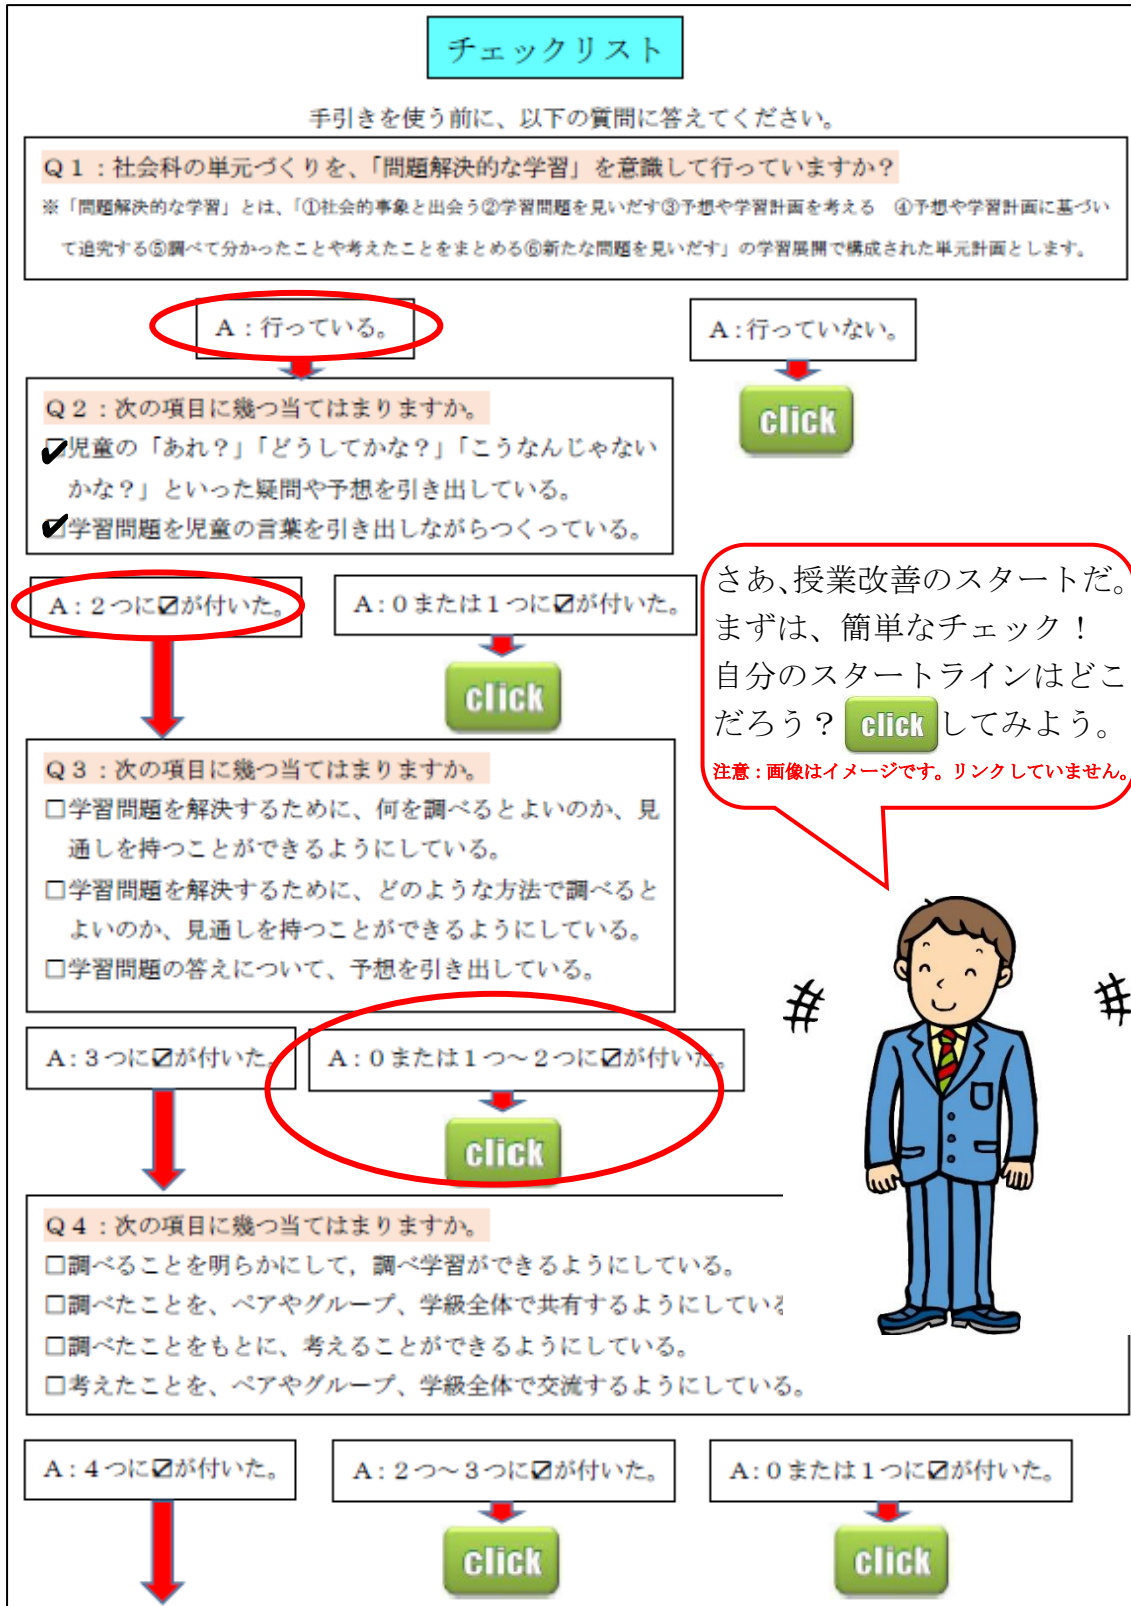 チェックリスト
手引きを使う前に、以下の質問に答えてください。
Q1：社会科の単元づくりを、「問題解決的な学習」を意識して行っていますか？
※「問題解決的な学習」とは、「①社会的事象と出会う②学習問題を見いだす③予想や学習計画を考える　④予想や学習計画に基づい
て追究する⑤調べて分かったことや考えたことをまとめる⑥新たな問題を見いだす」の学習展開で構成された単元計画とします。
A：行っている。
A：行っていない。
click
Q2：次の項目に幾つ当てはまりますか。
☑児童の「あれ？」「どうしてかな？」「こうなんじゃない
かな？」といった疑問や予想を引き出している。
☑学習問題を児童の言葉を引き出しながらつくっている。
A：2つに☑が付いた。
A：0または1つに☑が付いた。
click
さあ、授業改善のスタートだ。
まずは、簡単なチェック！
自分のスタートラインはどこ
だろう？ click してみよう。
注意：画像はイメージです。リンクしていません。
Q3：次の項目に幾つ当てはまりますか。
□学習問題を解決するために、何を調べるとよいのか、見
通しを持つことができるようにしている。
□学習問題を解決するために、どのような方法で調べると
よいのか、見通しを持つことができるようにしている。
□学習問題の答えについて、予想を引き出している。
A：3つに☑が付いた。
A：0または1つ～2つに☑が付いた。
click
Q4：次の項目に幾つ当てはまりますか。
□調べることを明らかにして，調べ学習ができるようにしている。
□調べたことを、ペアやグループ、学級全体で共有するようにしている
□調べたことをもとに、考えることができるようにしている。
□考えたことを、ペアやグループ、学級全体で交流するようにしている。
A：4つに☑が付いた。
A：2つ～3つに☑が付いた。
A：0または1つに☑が付いた。
click
click